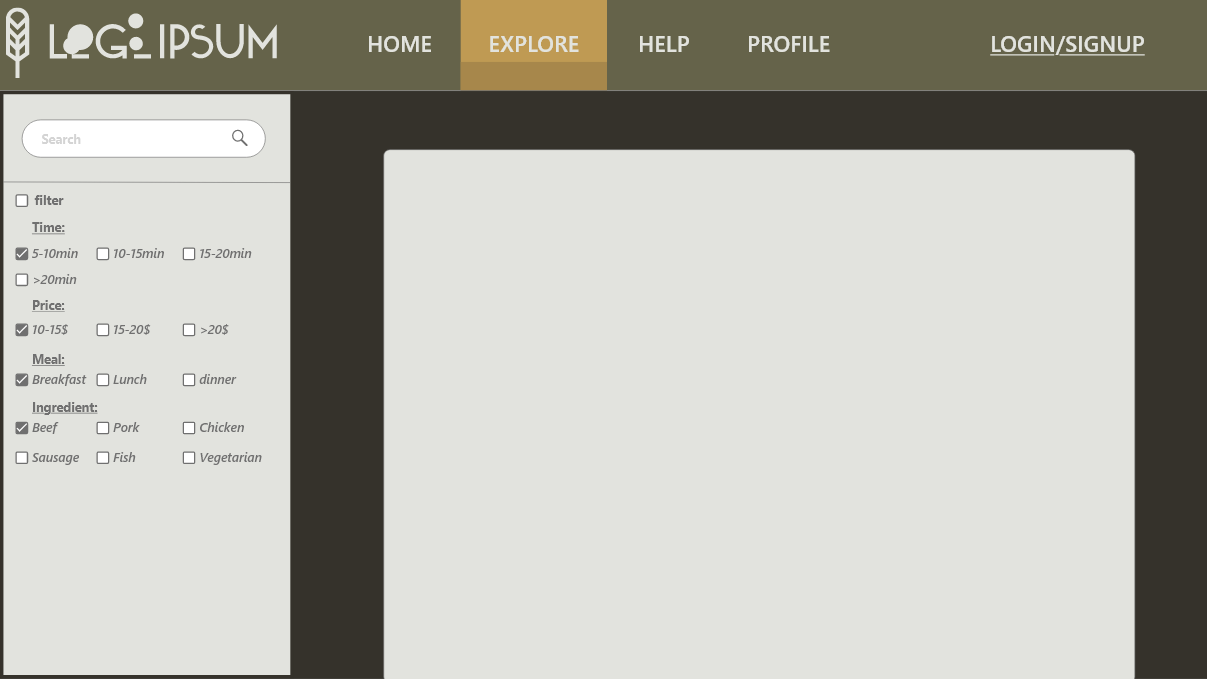 LOGI IPSUM HOME EXPLORE HELP PROFILE LOGIN/SIGNUP
Search
filter
Time:
5-10min 10-15min 15-20min
>20min
Price:
10-15$ 15-20$ >20$
Meal:
Breakfast Lunch dinner
Ingredient:
Beef Pork Chicken
Sausage Fish Vegetarian